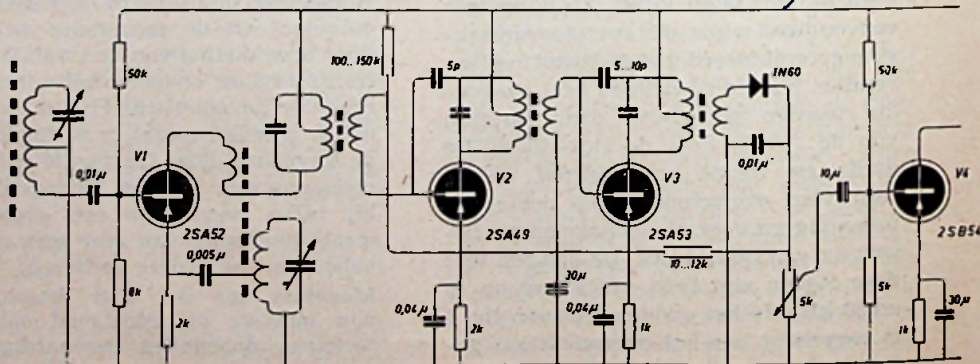 50k
100...150k
5p
5...10p
1N60
0,01µ
V1
0,01µ
10µ
V2
V3
V4
2SA52
2SA49
2SA53
2SB54
0,005µ
10...12k
8k
2k
0,04µ
2k
30µ
0,04µ
1k
5k
5k
1k
30µ